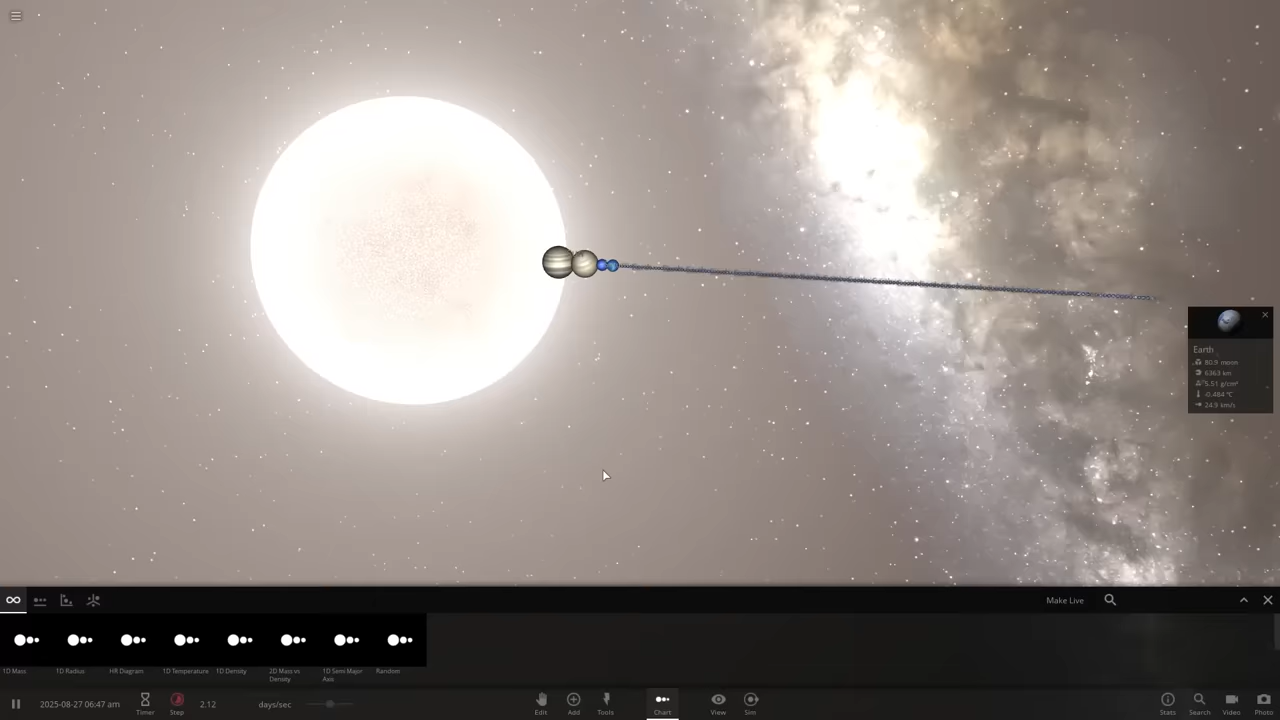 Earth
80.9 moon
6363 km
5.51 g/cm³
-0.484 °C
24.9 km/s
Make Live
1D Mass
1D Radius
HR Diagram
1D Temperature
1D Density
2D Mass vs
Density
1D Semi Major
Axis
Random
2025-08-27 06:47 am
Timer
Step
2.12
days/sec
Edit
Add
Tools
Chart
View
Sim
Stats
Search
Video
Photo